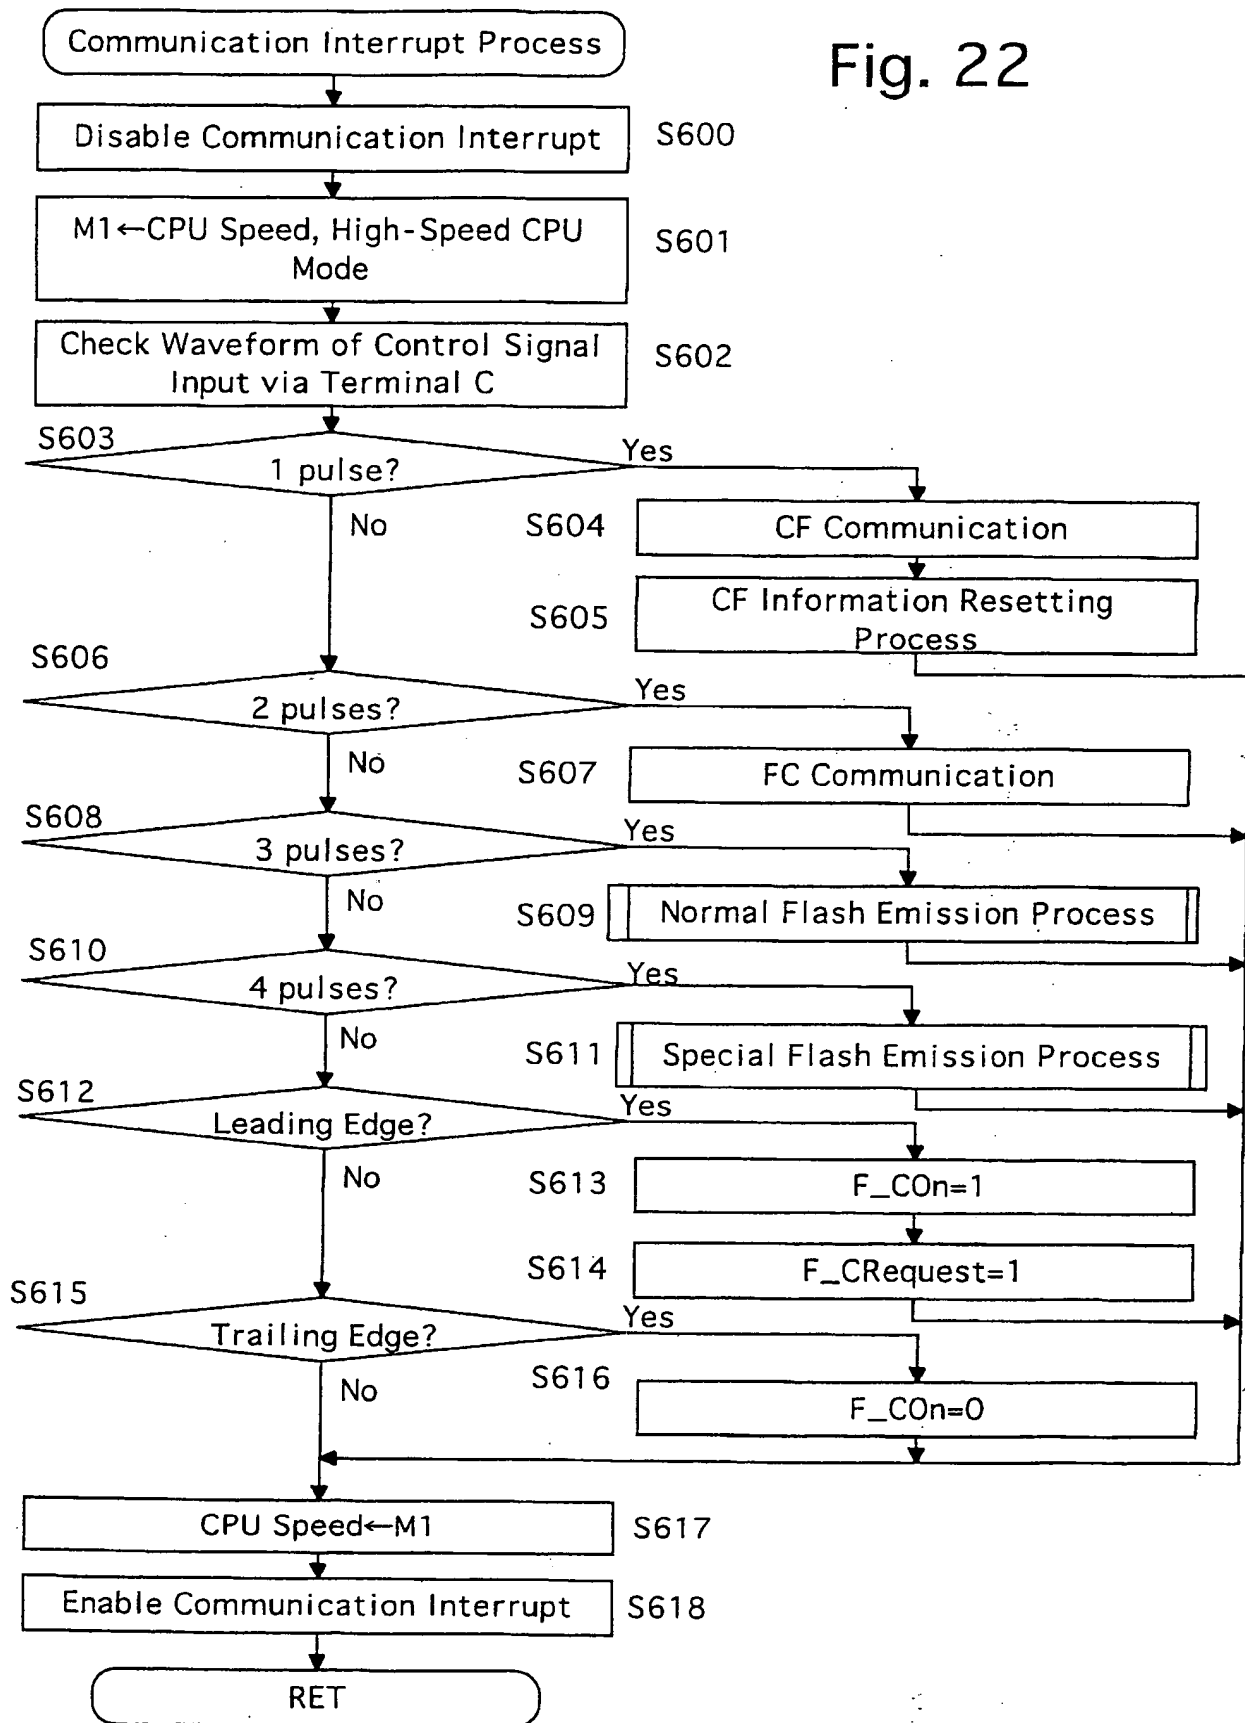 Communication Interrupt Process
Fig. 22
Disable Communication Interrupt
S600
M1←CPU Speed, High-Speed CPU
Mode
S601
Check Waveform of Control Signal
Input via Terminal C
S602
S603
1 pulse?
Yes
No
S604
CF Communication
S605
CF Information Resetting
Process
S606
2 pulses?
Yes
No
S607
FC Communication
S608
3 pulses?
Yes
No
S609
Normal Flash Emission Process
S610
4 pulses?
Yes
No
S611
Special Flash Emission Process
S612
Leading Edge?
Yes
No
S613
F_COn=1
S614
F_CRequest=1
S615
Trailing Edge?
Yes
No
S616
F_COn=0
CPU Speed←M1
S617
Enable Communication Interrupt
S618
RET